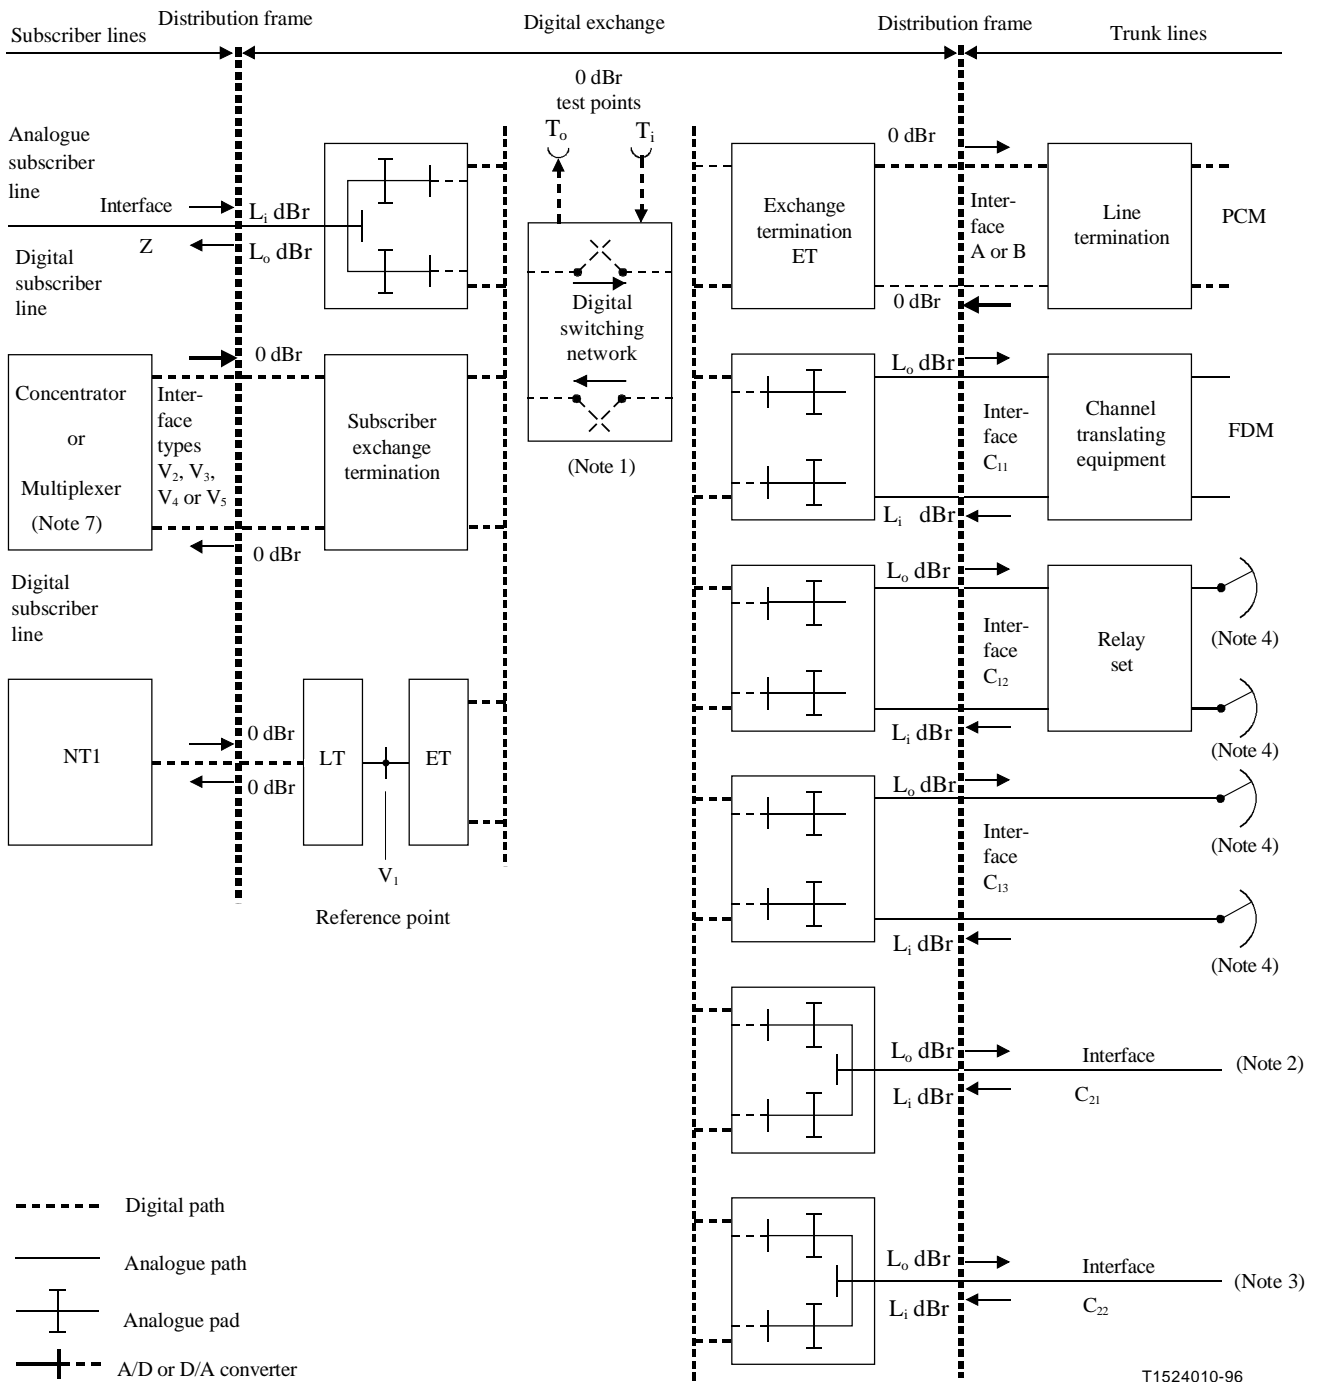 Subscriber lines
Distribution frame
Digital exchange
Distribution frame
Trunk lines
0 dBr
test points
To
Ti
Analogue
subscriber
line
Interface
Z
Li dBr
Lo dBr
Digital
subscriber
line
Digital
switching
network
(Note 1)
Exchange
termination
ET
0 dBr
Inter-
face
A or B
0 dBr
Line
termination
PCM
Concentrator
or
Multiplexer
(Note 7)
Inter-
face
types
V2, V3,
V4 or V5
0 dBr
0 dBr
Subscriber
exchange
termination
Lo dBr
Inter-
face
C11
Li dBr
Channel
translating
equipment
FDM
Digital
subscriber
line
Lo dBr
Inter-
face
C12
Li dBr
Relay
set
(Note 4)
(Note 4)
NT1
0 dBr
0 dBr
LT
ET
V1
Reference point
Lo dBr
Inter-
face
C13
Li dBr
(Note 4)
(Note 4)
Lo dBr
Li dBr
Interface
C21
(Note 2)
Lo dBr
Li dBr
Interface
C22
(Note 3)
Digital path
Analogue path
Analogue pad
A/D or D/A converter
T1524010-96